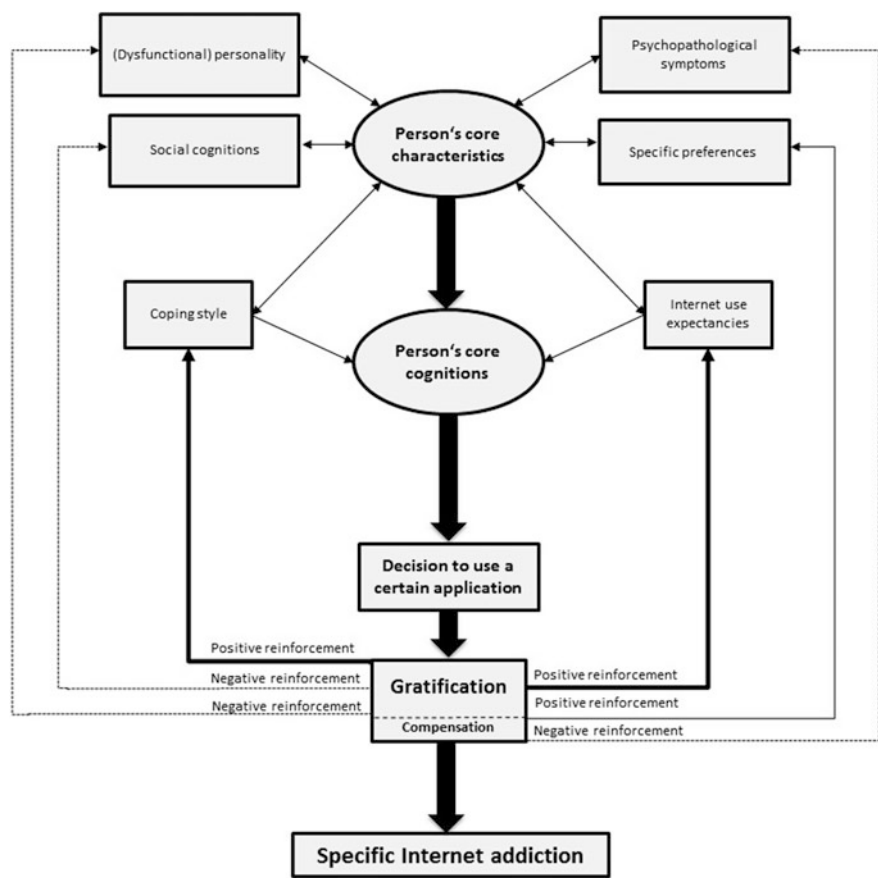 (Dysfunctional) personality
Psychopathological
symptoms
Person's core
characteristics
Social cognitions
Specific preferences
Coping style
Internet use
expectancies
Person's core
cognitions
Decision to use a
certain application
Positive reinforcement
Negative reinforcement
Negative reinforcement
Gratification
Compensation
Positive reinforcement
Positive reinforcement
Negative reinforcement
Specific Internet addiction